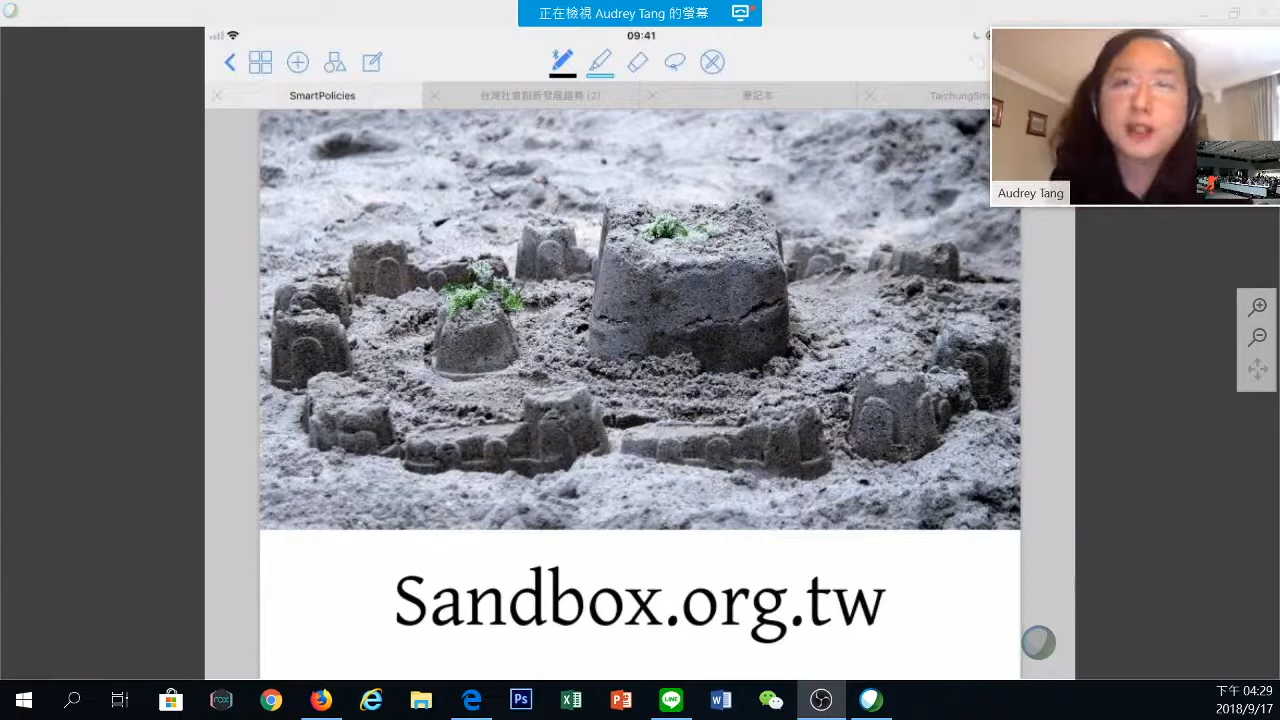 正在檢視 Audrey Tang 的螢幕
09:41
SmartPolicies
台灣社會創新發展趨勢 (2)
筆記本
TaichungSm
Audrey Tang
Sandbox.org.tw
下午 04:29
2018/9/17